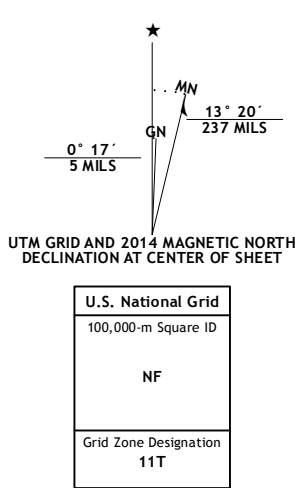 ★
MN
GN
13° 20´
237 MILS
0° 17´
5 MILS
UTM GRID AND 2014 MAGNETIC NORTH
DECLINATION AT CENTER OF SHEET
U.S. National Grid
100,000-m Square ID
NF
Grid Zone Designation
11T